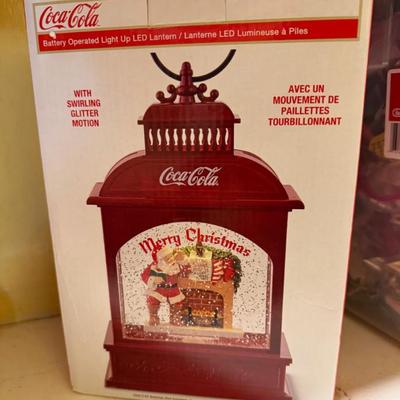 Coca-Cola
Battery Operated Light Up LED Lantern / Lanterne LED Lumineuse à Piles
WITH
SWIRLING
GLITTER
MOTION
AVEC UN
MOUVEMENT DE
PAILLETTES
TOURBILLONNANT
Coca-Cola
Merry Christmas